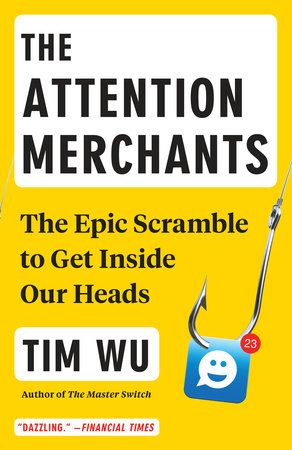 THE
ATTENTION
MERCHANTS
The Epic Scramble
to Get Inside
Our Heads
23
TIM WU
Author of The Master Switch
"DAZZLING." —FINANCIAL TIMES